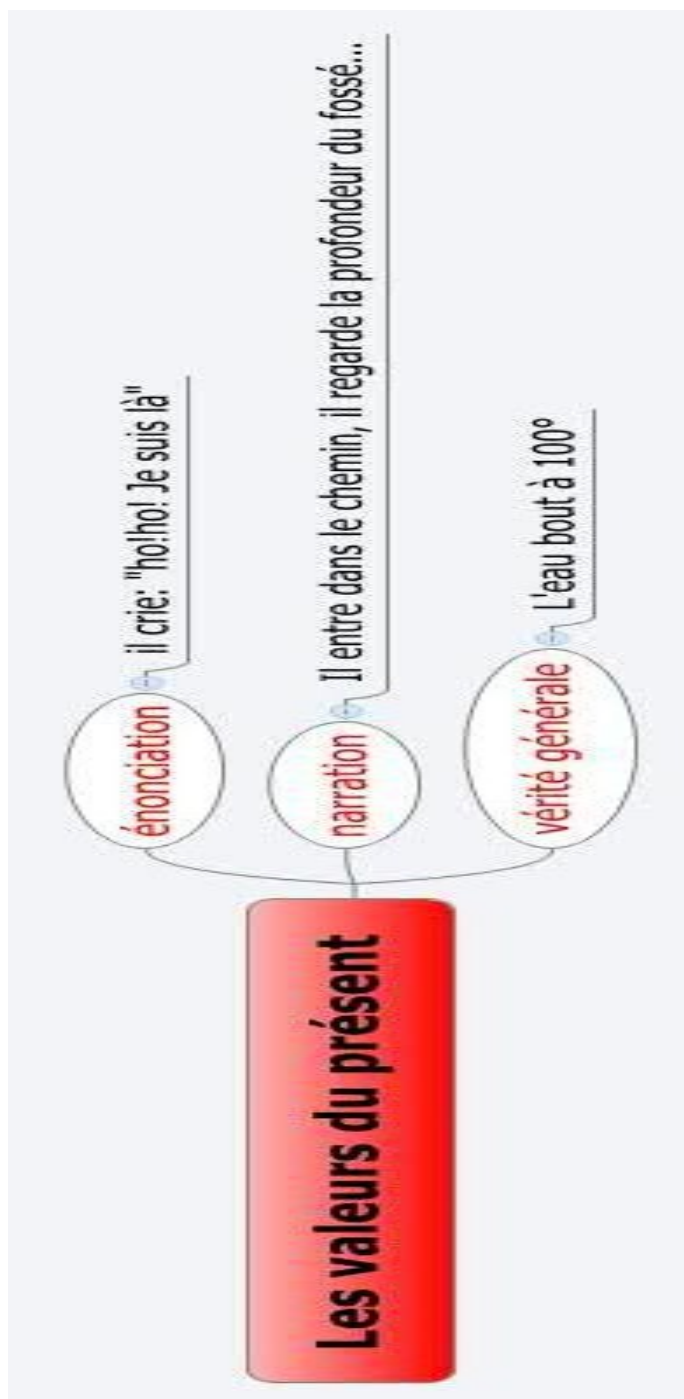 Les valeurs du présent
énonciation
il crie: "ho!ho! Je suis là"
narration
Il entre dans le chemin, il regarde la profondeur du fossé...
vérité générale
L'eau bout à 100°